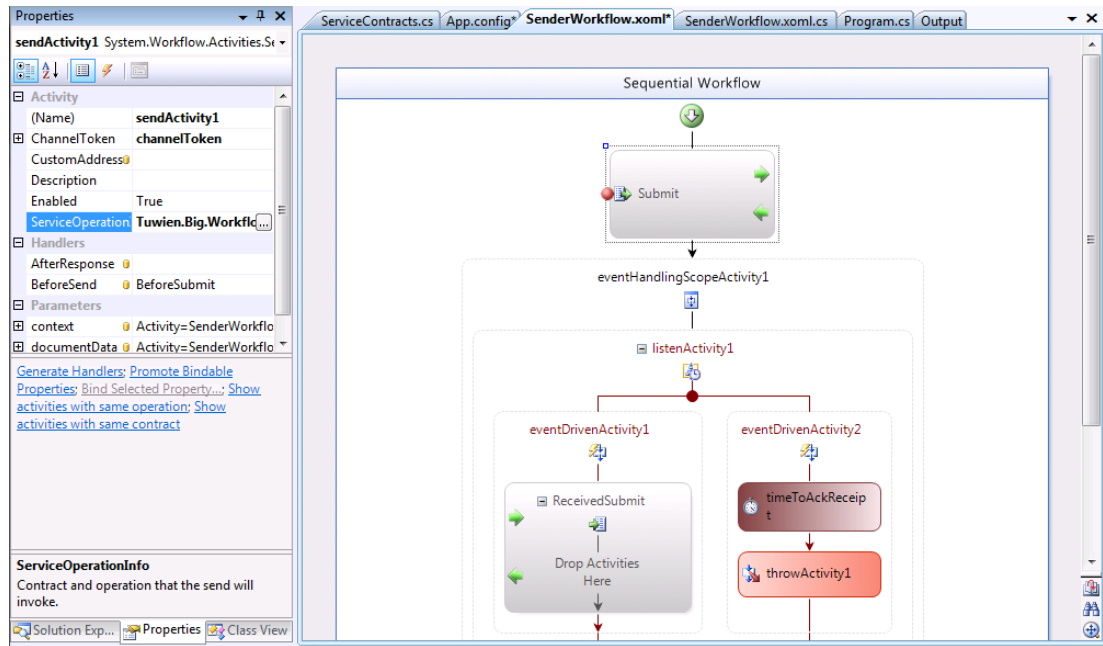 Properties
sendActivity1 System.Workflow.Activities.Se
Activity
(Name) sendActivity1
ChannelToken channelToken
CustomAddress
Description
Enabled True
ServiceOperation Tuwien.Big.Workflo...
Handlers
AfterResponse
BeforeSend BeforeSubmit
Parameters
context Activity=SenderWorkflo
documentData Activity=SenderWorkflo
Generate Handlers; Promote Bindable
Properties; Bind Selected Property...; Show
activities with same operation; Show
activities with same contract
ServiceOperationInfo
Contract and operation that the send will
invoke.
Solution Exp... Properties Class View
ServiceContracts.cs App.config* SenderWorkflow.xoml* SenderWorkflow.xoml.cs Program.cs Output
Sequential Workflow
Submit
eventHandlingScopeActivity1
listenActivity1
eventDrivenActivity1 eventDrivenActivity2
ReceivedSubmit
Drop Activities
Here
timeToAckReceip
t
throwActivity1